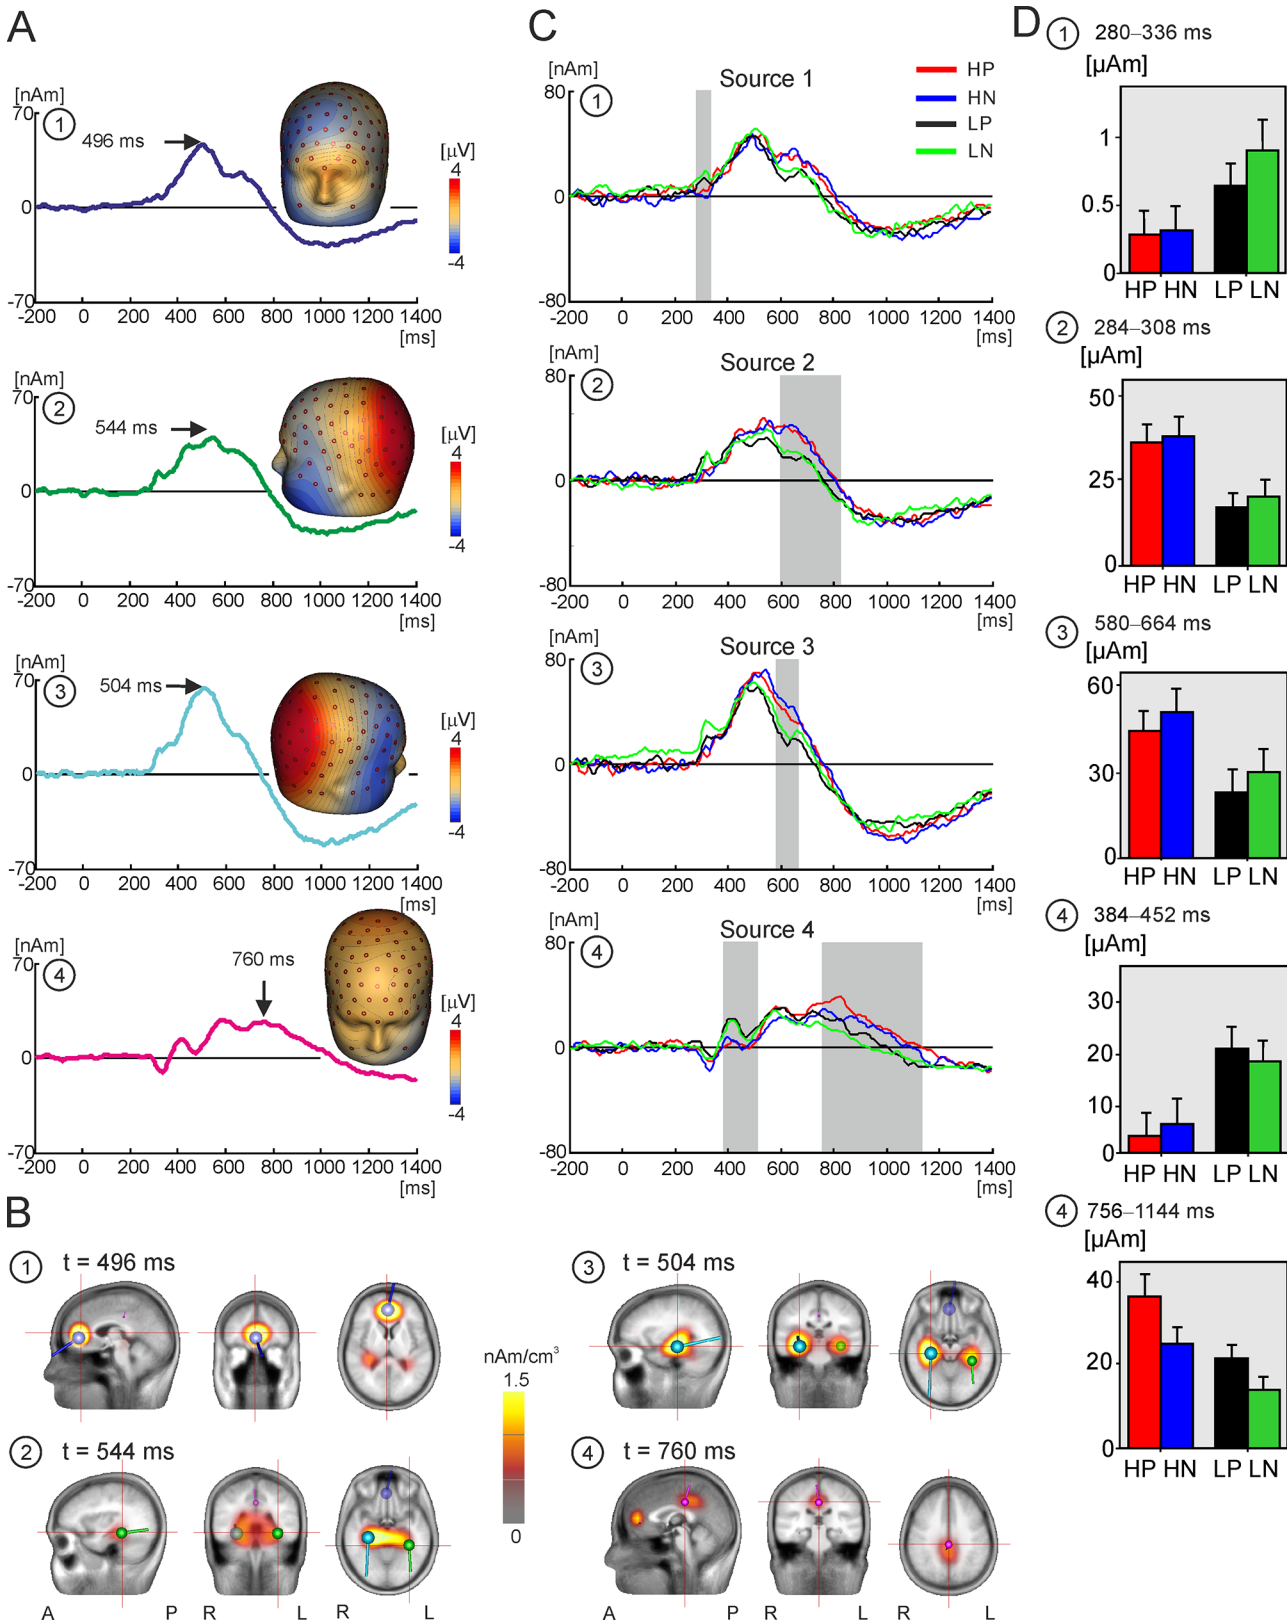 A
[nAm]
70
1
496 ms
0
-70
-200 0 200 400 600 800 1000 1200 1400
[ms]
[µV]
4
-4
[nAm]
70
2
544 ms
0
-70
-200 0 200 400 600 800 1000 1200 1400
[ms]
[µV]
4
-4
[nAm]
70
3
504 ms
0
-70
-200 0 200 400 600 800 1000 1200 1400
[ms]
[µV]
4
-4
[nAm]
70
4
760 ms
0
-70
-200 0 200 400 600 800 1000 1200 1400
[ms]
[µV]
4
-4
C
HP
HN
LP
LN
[nAm]
Source 1
80
1
0
-80
-200 0 200 400 600 800 1000 1200 1400
[ms]
[nAm]
Source 2
80
2
0
-80
-200 0 200 400 600 800 1000 1200 1400
[ms]
[nAm]
Source 3
80
3
0
-80
-200 0 200 400 600 800 1000 1200 1400
[ms]
[nAm]
Source 4
80
4
0
-80
-200 0 200 400 600 800 1000 1200 1400
[ms]
D
1 280–336 ms
[µAm]
1
0.5
0
HP HN LP LN
2 284–308 ms
[µAm]
50
25
0
HP HN LP LN
3 580–664 ms
[µAm]
60
30
0
HP HN LP LN
4 384–452 ms
[µAm]
30
20
10
0
HP HN LP LN
4 756–1144 ms
[µAm]
40
20
0
HP HN LP LN
B
1 t = 496 ms
2 t = 544 ms
A P R L R L
nAm/cm³
1.5
0
3 t = 504 ms
4 t = 760 ms
A P R L R L